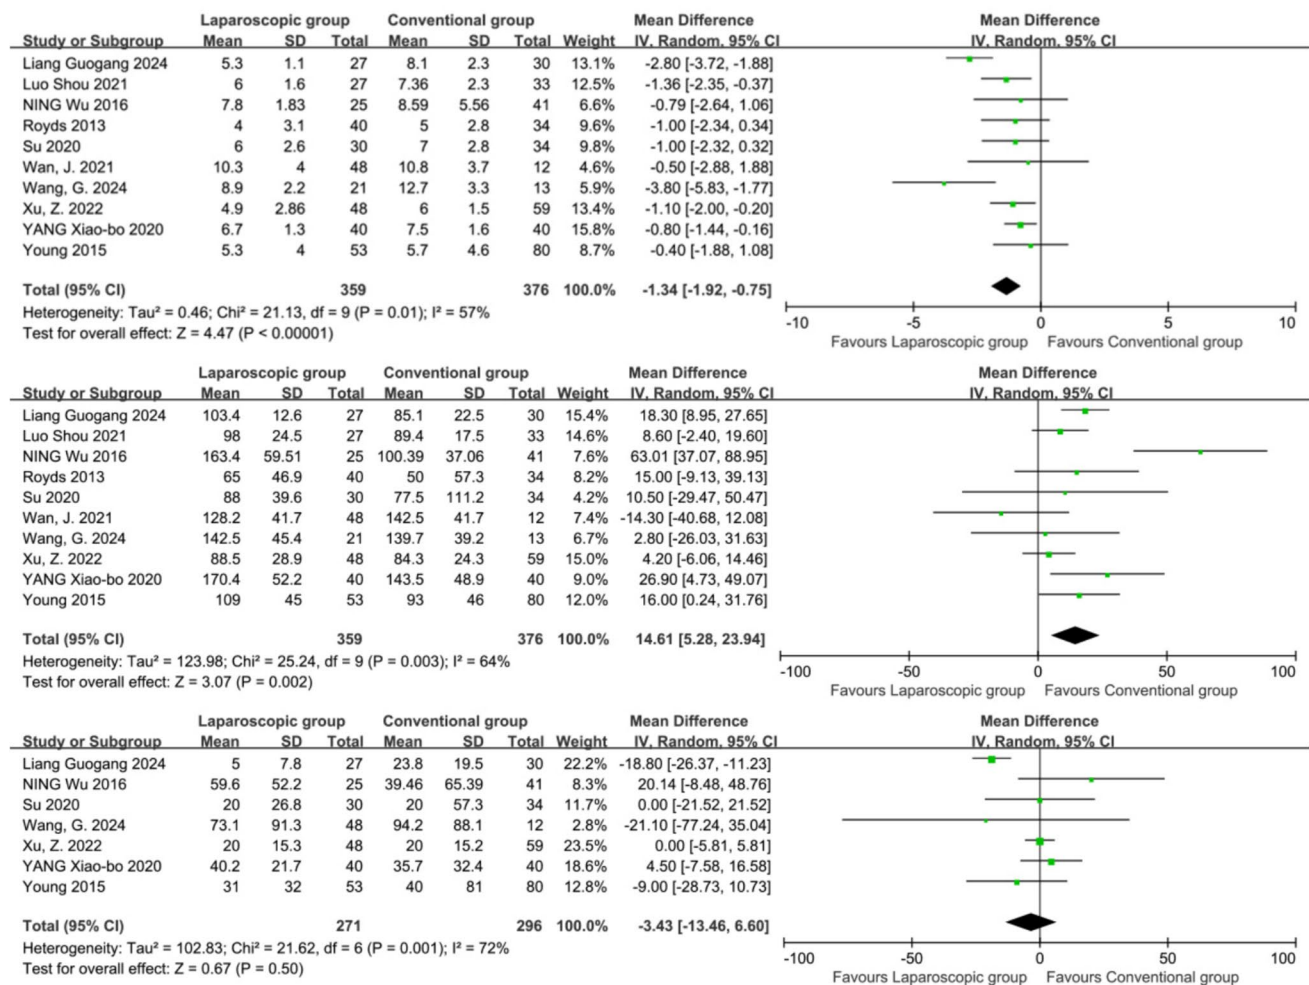 Laparoscopic group Conventional group Mean Difference Mean Difference
Study or Subgroup Mean SD Total Mean SD Total Weight IV, Random, 95% CI IV, Random, 95% CI
Liang Guogang 2024 5.3 1.1 27 8.1 2.3 30 13.1% -2.80 [-3.72, -1.88]
Luo Shou 2021 6 1.6 27 7.36 2.3 33 12.5% -1.36 [-2.35, -0.37]
NING Wu 2016 7.8 1.83 25 8.59 5.56 41 6.6% -0.79 [-2.64, 1.06]
Royds 2013 4 3.1 40 5 2.8 34 9.6% -1.00 [-2.34, 0.34]
Su 2020 6 2.6 30 7 2.8 34 9.8% -1.00 [-2.32, 0.32]
Wan, J. 2021 10.3 4 48 10.8 3.7 12 4.6% -0.50 [-2.88, 1.88]
Wang, G. 2024 8.9 2.2 21 12.7 3.3 13 5.9% -3.80 [-5.83, -1.77]
Xu, Z. 2022 4.9 2.86 48 6 1.5 59 13.4% -1.10 [-2.00, -0.20]
YANG Xiao-bo 2020 6.7 1.3 40 7.5 1.6 40 15.8% -0.80 [-1.44, -0.16]
Young 2015 5.3 4 53 5.7 4.6 80 8.7% -0.40 [-1.88, 1.08]
Total (95% CI) 359 376 100.0% -1.34 [-1.92, -0.75]
Heterogeneity: Tau² = 0.46; Chi² = 21.13, df = 9 (P = 0.01); I² = 57%
Test for overall effect: Z = 4.47 (P < 0.00001)
-10 -5 0 5 10
Favours Laparoscopic group Favours Conventional group
Laparoscopic group Conventional group Mean Difference Mean Difference
Study or Subgroup Mean SD Total Mean SD Total Weight IV, Random, 95% CI IV, Random, 95% CI
Liang Guogang 2024 103.4 12.6 27 85.1 22.5 30 15.4% 18.30 [8.95, 27.65]
Luo Shou 2021 98 24.5 27 89.4 17.5 33 14.6% 8.60 [-2.40, 19.60]
NING Wu 2016 163.4 59.51 25 100.39 37.06 41 7.6% 63.01 [37.07, 88.95]
Royds 2013 65 46.9 40 50 57.3 34 8.2% 15.00 [-9.13, 39.13]
Su 2020 88 39.6 30 77.5 111.2 34 4.2% 10.50 [-29.47, 50.47]
Wan, J. 2021 128.2 41.7 48 142.5 41.7 12 7.4% -14.30 [-40.68, 12.08]
Wang, G. 2024 142.5 45.4 21 139.7 39.2 13 6.7% 2.80 [-26.03, 31.63]
Xu, Z. 2022 88.5 28.9 48 84.3 24.3 59 15.0% 4.20 [-6.06, 14.46]
YANG Xiao-bo 2020 170.4 52.2 40 143.5 48.9 40 9.0% 26.90 [4.73, 49.07]
Young 2015 109 45 53 93 46 80 12.0% 16.00 [0.24, 31.76]
Total (95% CI) 359 376 100.0% 14.61 [5.28, 23.94]
Heterogeneity: Tau² = 123.98; Chi² = 25.24, df = 9 (P = 0.003); I² = 64%
Test for overall effect: Z = 3.07 (P = 0.002)
-100 -50 0 50 100
Favours Laparoscopic group Favours Conventional group
Laparoscopic group Conventional group Mean Difference Mean Difference
Study or Subgroup Mean SD Total Mean SD Total Weight IV, Random, 95% CI IV, Random, 95% CI
Liang Guogang 2024 5 7.8 27 23.8 19.5 30 22.2% -18.80 [-26.37, -11.23]
NING Wu 2016 59.6 52.2 25 39.46 65.39 41 8.3% 20.14 [-8.48, 48.76]
Su 2020 20 26.8 30 20 57.3 34 11.7% 0.00 [-21.52, 21.52]
Wang, G. 2024 73.1 91.3 48 94.2 88.1 12 2.8% -21.10 [-77.24, 35.04]
Xu, Z. 2022 20 15.3 48 20 15.2 59 23.5% 0.00 [-5.81, 5.81]
YANG Xiao-bo 2020 40.2 21.7 40 35.7 32.4 40 18.6% 4.50 [-7.58, 16.58]
Young 2015 31 32 53 40 81 80 12.8% -9.00 [-28.73, 10.73]
Total (95% CI) 271 296 100.0% -3.43 [-13.46, 6.60]
Heterogeneity: Tau² = 102.83; Chi² = 21.62, df = 6 (P = 0.001); I² = 72%
Test for overall effect: Z = 0.67 (P = 0.50)
-100 -50 0 50 100
Favours Laparoscopic group Favours Conventional group